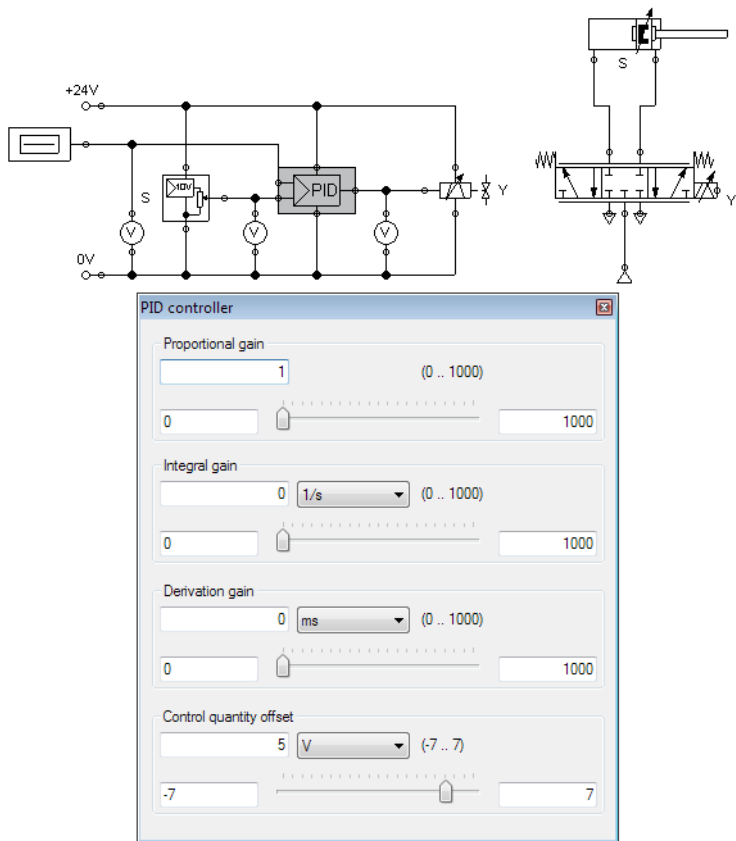 S
+24V
10V
S
PID
Y
Y
V
V
V
0V
PID controller
Proportional gain
1 (0 .. 1000)
0 1000
Integral gain
0 1/s (0 .. 1000)
0 1000
Derivation gain
0 ms (0 .. 1000)
0 1000
Control quantity offset
5 V (-7 .. 7)
-7 7